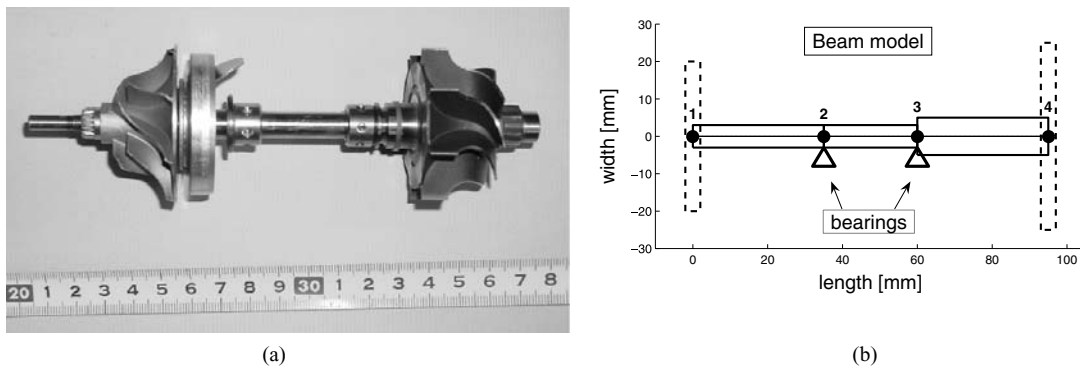 20 1 2 3 4 5 6 7 8 9 30 1 2 3 4 5 6 7 8
(a)
Beam model
width [mm]
30
20
10
0
−10
−20
−30
1 2 3 4
bearings
0 20 40 60 80 100
length [mm]
(b)